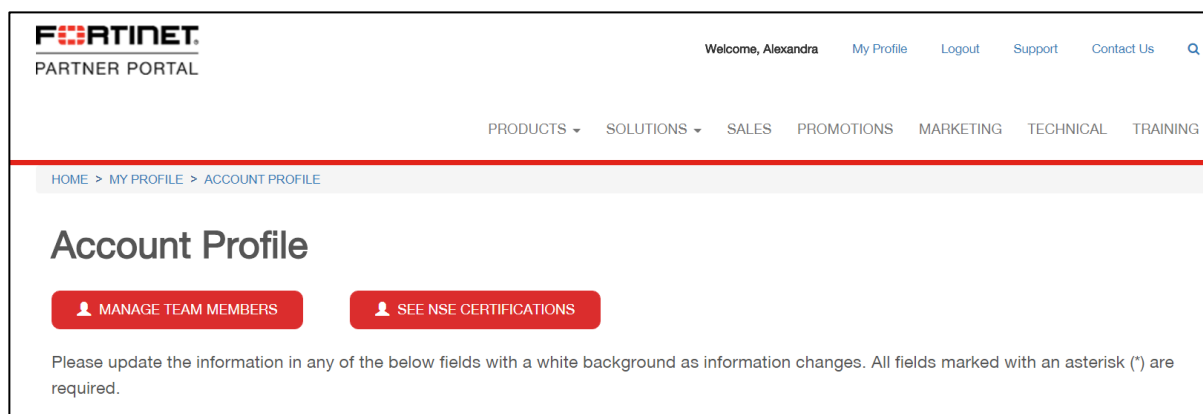 FORTINET
PARTNER PORTAL
Welcome, Alexandra My Profile Logout Support Contact Us
PRODUCTS SOLUTIONS SALES PROMOTIONS MARKETING TECHNICAL TRAINING
HOME > MY PROFILE > ACCOUNT PROFILE
Account Profile
MANAGE TEAM MEMBERS SEE NSE CERTIFICATIONS
Please update the information in any of the below fields with a white background as information changes. All fields marked with an asterisk (*) are
required.